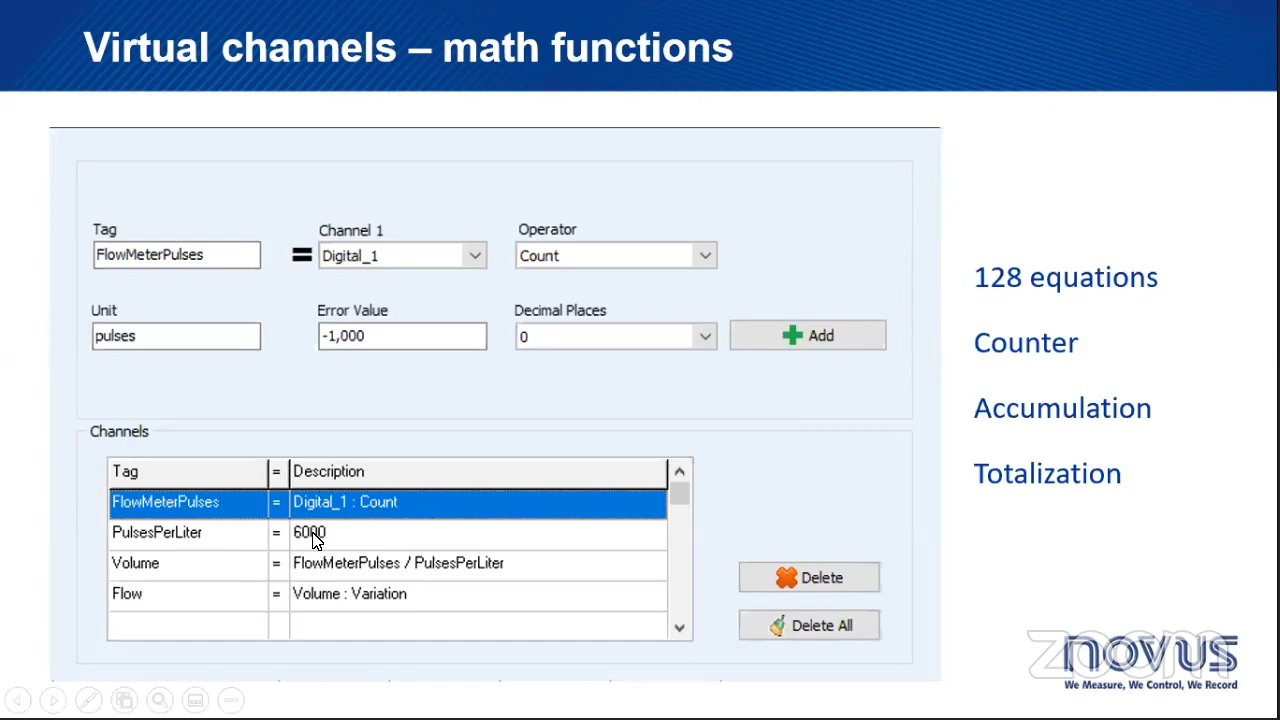 Virtual channels – math functions
Tag
Channel 1
Operator
FlowMeterPulses
=
Digital_1
Count
Unit
Error Value
Decimal Places
pulses
-1,000
0
Add
128 equations
Counter
Accumulation
Totalization
Channels
Tag = Description
FlowMeterPulses = Digital_1 : Count
PulsesPerLiter = 6000
Volume = FlowMeterPulses / PulsesPerLiter
Flow = Volume : Variation
Delete
Delete All
zoom
novus
We Measure, We Control, We Record